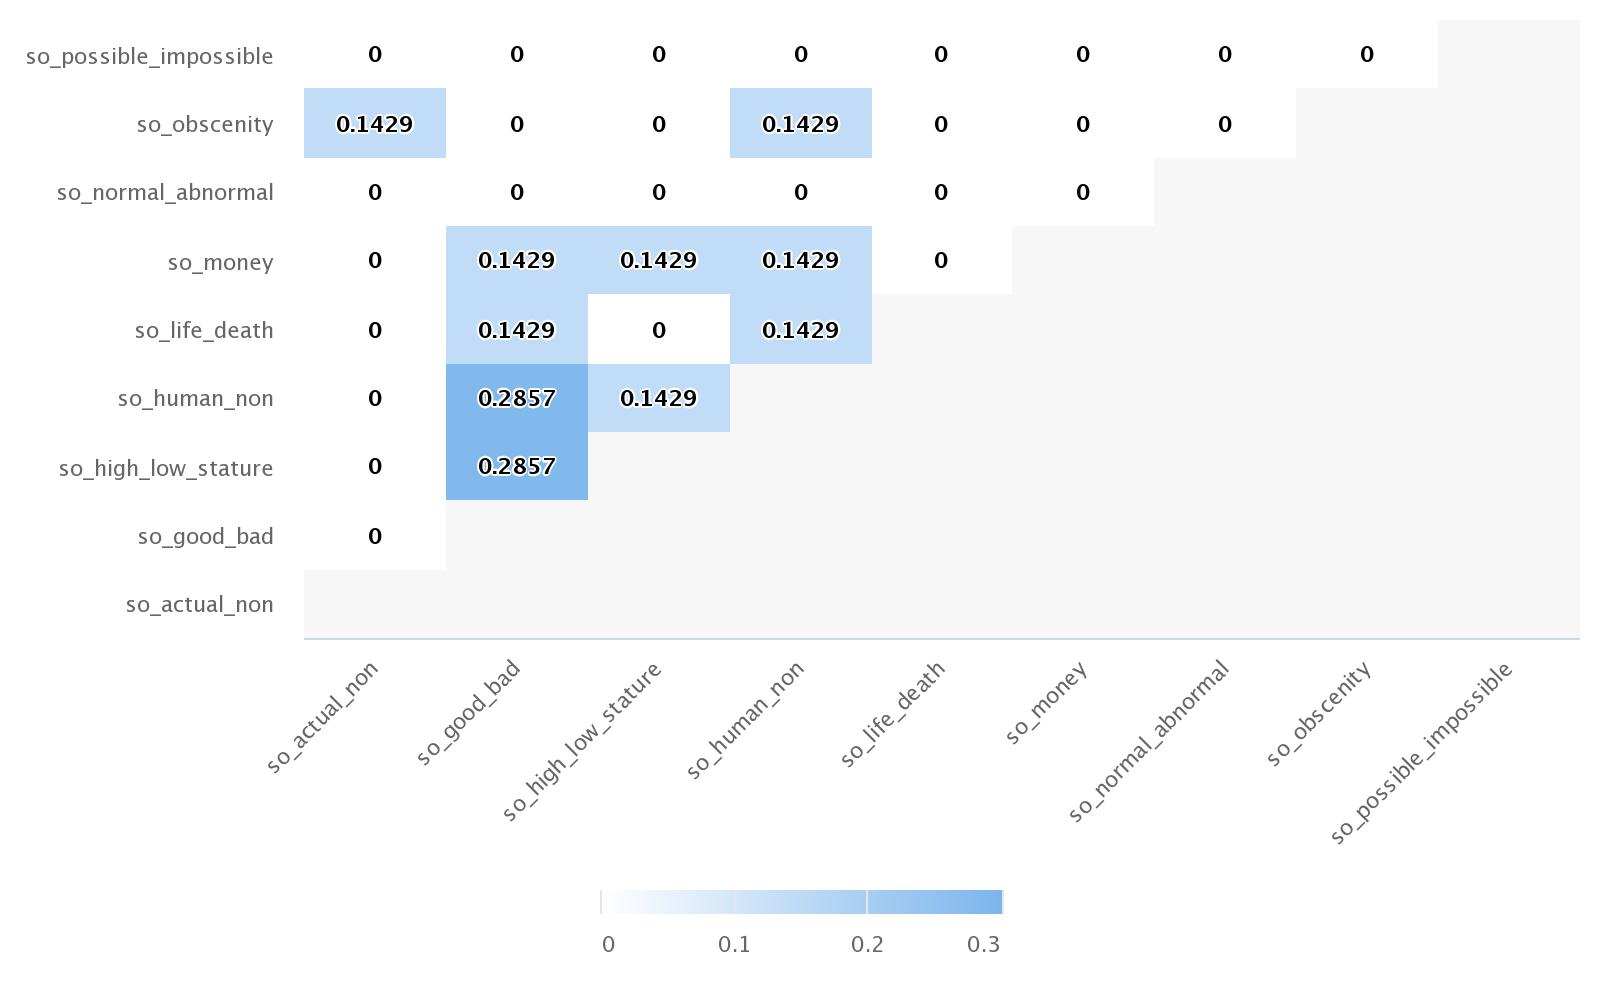 so_possible_impossible 0 0 0 0 0 0 0 0
so_obscenity 0.1429 0 0 0.1429 0 0 0
so_normal_abnormal 0 0 0 0 0 0
so_money 0 0.1429 0.1429 0.1429 0
so_life_death 0 0.1429 0 0.1429
so_human_non 0 0.2857 0.1429
so_high_low_stature 0 0.2857
so_good_bad 0
so_actual_non
so_actual_non so_good_bad so_high_low_stature so_human_non so_life_death so_money so_normal_abnormal so_obscenity so_possible_impossible
0 0.1 0.2 0.3